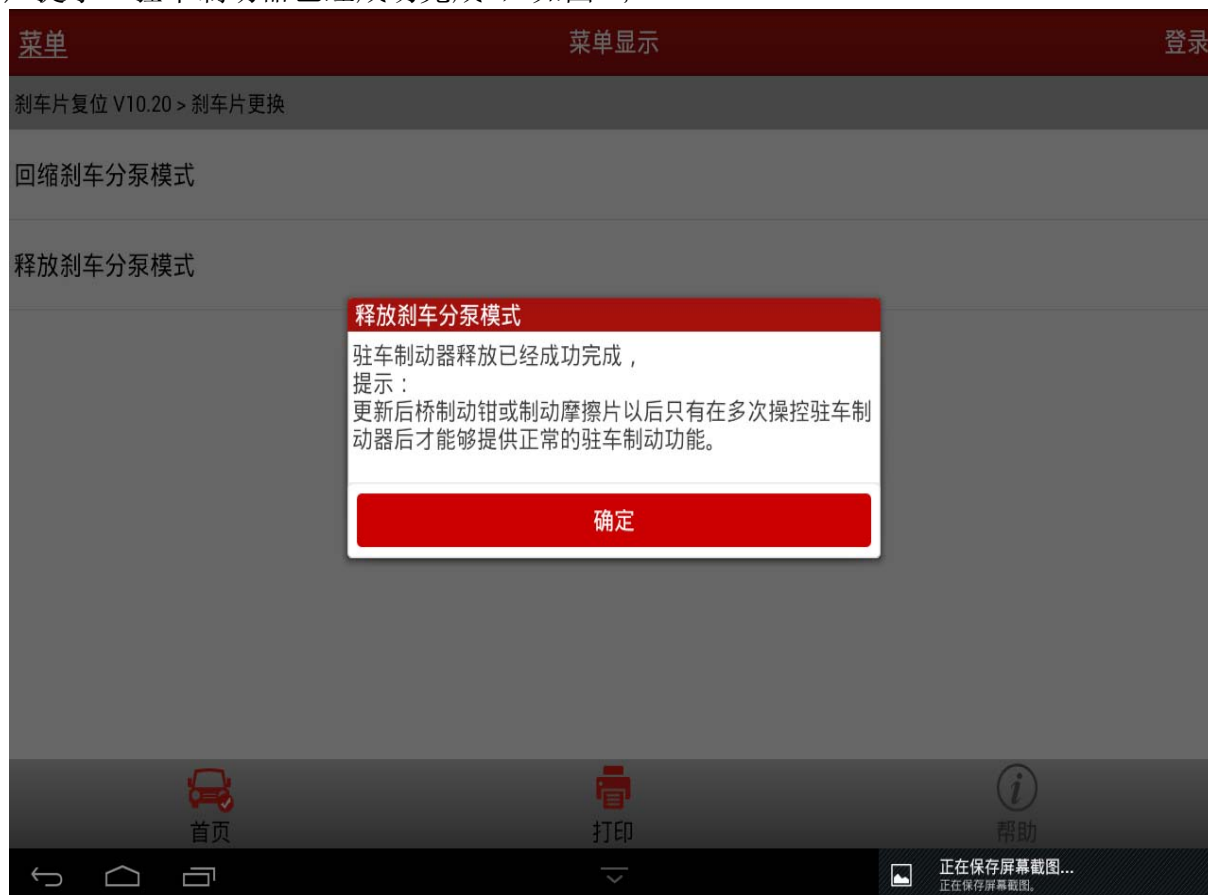 菜单
菜单显示
登录
刹车片复位 V10.20 > 刹车片更换
回缩刹车分泵模式
释放刹车分泵模式
释放刹车分泵模式
驻车制动器释放已经成功完成，
提示：
更新后桥制动钳或制动摩擦片以后只有在多次操控驻车制
动器后才能够提供正常的驻车制动功能。
确定
首页
打印
帮助
正在保存屏幕截图...
正在保存屏幕截图。